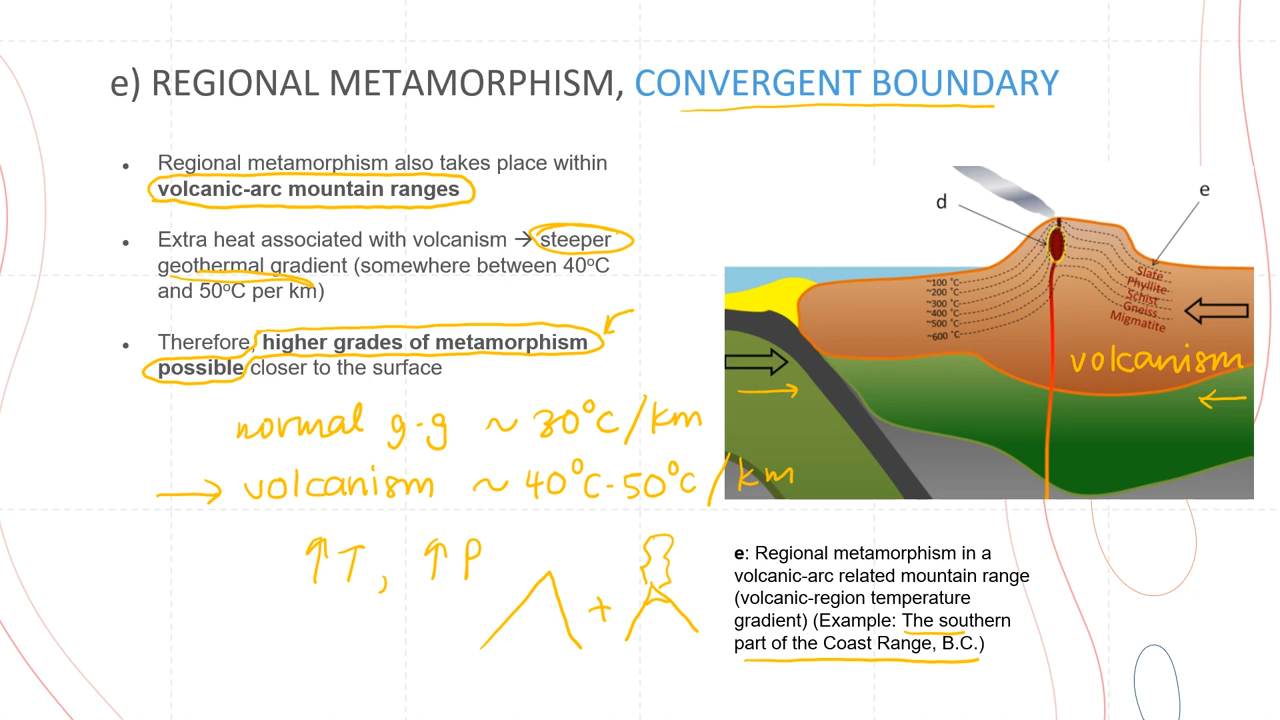 e) REGIONAL METAMORPHISM, CONVERGENT BOUNDARY
• Regional metamorphism also takes place within
volcanic-arc mountain ranges
• Extra heat associated with volcanism → steeper
geothermal gradient (somewhere between 40°C
and 50°C per km)
• Therefore, higher grades of metamorphism
possible closer to the surface
normal g.g ~ 30°C/km
→ volcanism ~ 40°C-50°C/km
↑T, ↑P
+
d
e
~100 °C
~200 °C
~300 °C
~400 °C
~500 °C
~600 °C
Slate
Phyllite
Schist
Gneiss
Migmatite
volcanism
e: Regional metamorphism in a
volcanic-arc related mountain range
(volcanic-region temperature
gradient) (Example: The southern
part of the Coast Range, B.C.)